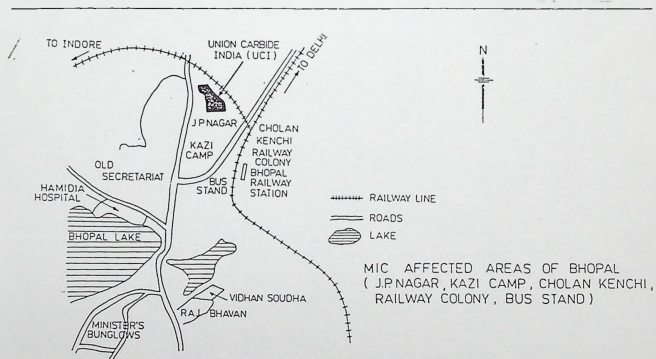 TO INDORE
UNION CARBIDE
INDIA (UCI)
TO DELHI
N
J.P NAGAR
KAZI
CAMP
CHOLAN
KENCHI
RAILWAY
COLONY
BHOPAL
RAILWAY
STATION
OLD
SECRETARIAT
BUS
STAND
HAMIDIA
HOSPITAL
BHOPAL LAKE
VIDHAN SOUDHA
RAJ BHAVAN
MINISTER'S
BUNGLOWS
RAILWAY LINE
ROADS
LAKE
MIC AFFECTED AREAS OF BHOPAL
( J.P. NAGAR , KAZI CAMP , CHOLAN KENCHI ,
RAILWAY COLONY , BUS STAND )